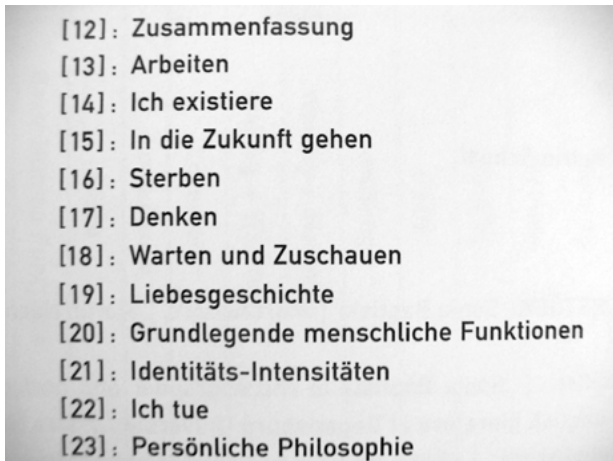 [12]: Zusammenfassung
[13]: Arbeiten
[14]: Ich existiere
[15]: In die Zukunft gehen
[16]: Sterben
[17]: Denken
[18]: Warten und Zuschauen
[19]: Liebesgeschichte
[20]: Grundlegende menschliche Funktionen
[21]: Identitäts-Intensitäten
[22]: Ich tue
[23]: Persönliche Philosophie